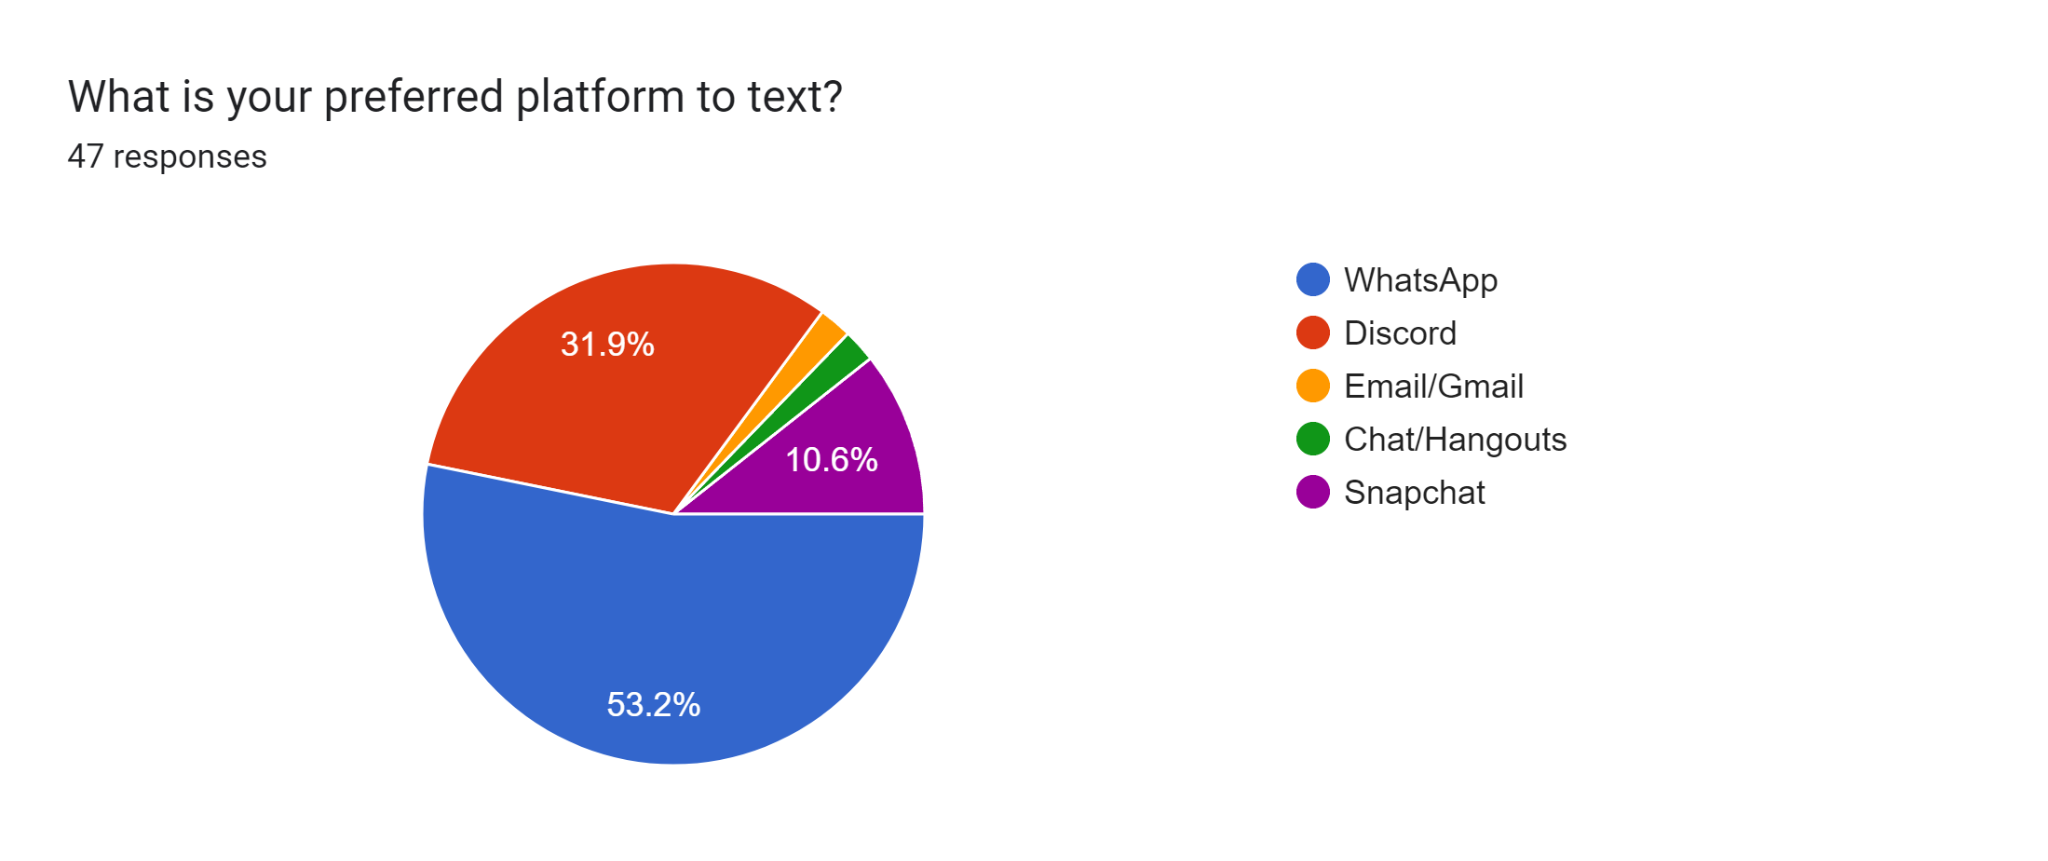 What is your preferred platform to text?
47 responses
31.9%
10.6%
53.2%
WhatsApp
Discord
Email/Gmail
Chat/Hangouts
Snapchat